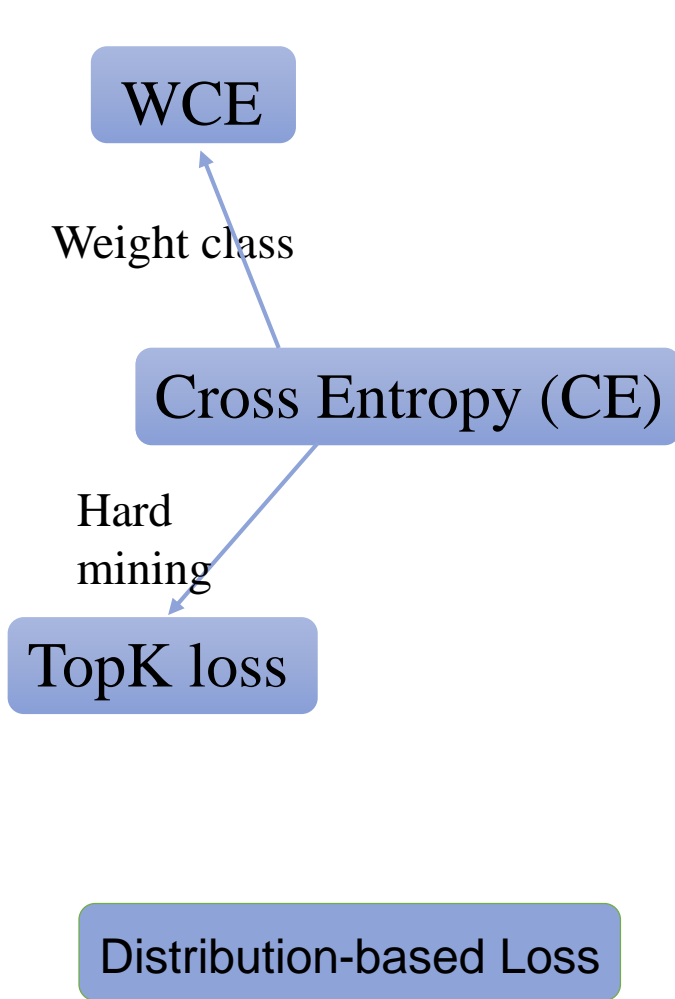 WCE
Weight class
Cross Entropy (CE)
Hard
mining
TopK loss
Distribution-based Loss